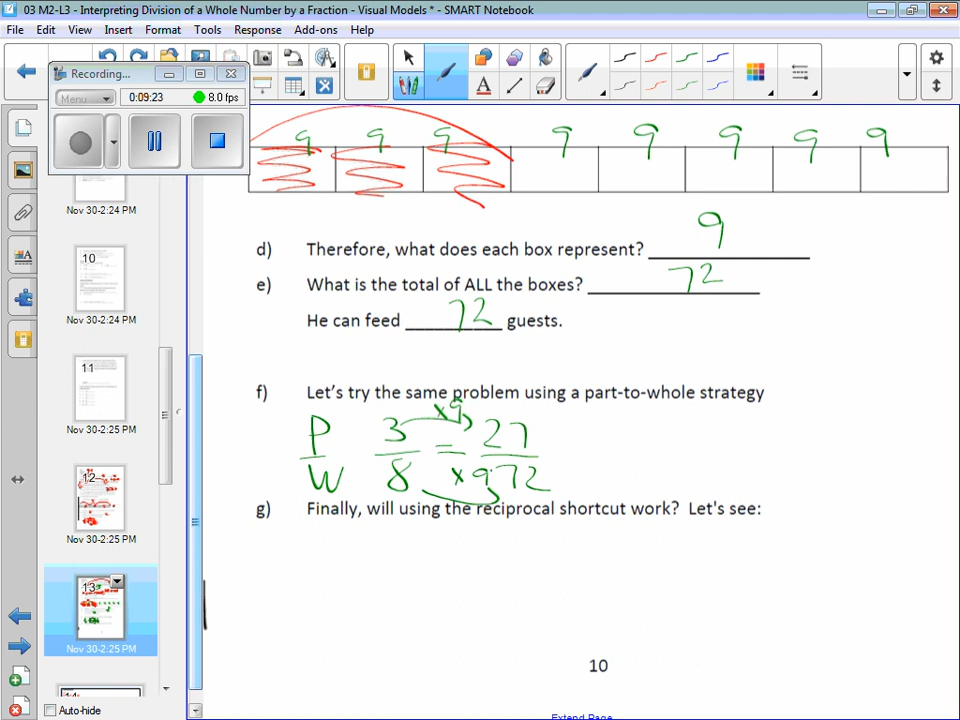 03 M2-L3 - Interpreting Division of a Whole Number by a Fraction - Visual Models * - SMART Notebook
File Edit View Insert Format Tools Response Add-ons Help
Recording...
Menu 0:09:23 8.0 fps
9 9 9 9 9 9 9 9
Nov 30-2:24 PM
d) Therefore, what does each box represent? 9
e) What is the total of ALL the boxes? 72
10
He can feed 72 guests.
Nov 30-2:24 PM
11
f) Let's try the same problem using a part-to-whole strategy
x9
P 3 = 27
W 8 x9 72
Nov 30-2:25 PM
12
g) Finally, will using the reciprocal shortcut work? Let's see:
Nov 30-2:25 PM
13
Nov 30-2:25 PM
10
14
Auto-hide
Extend Page